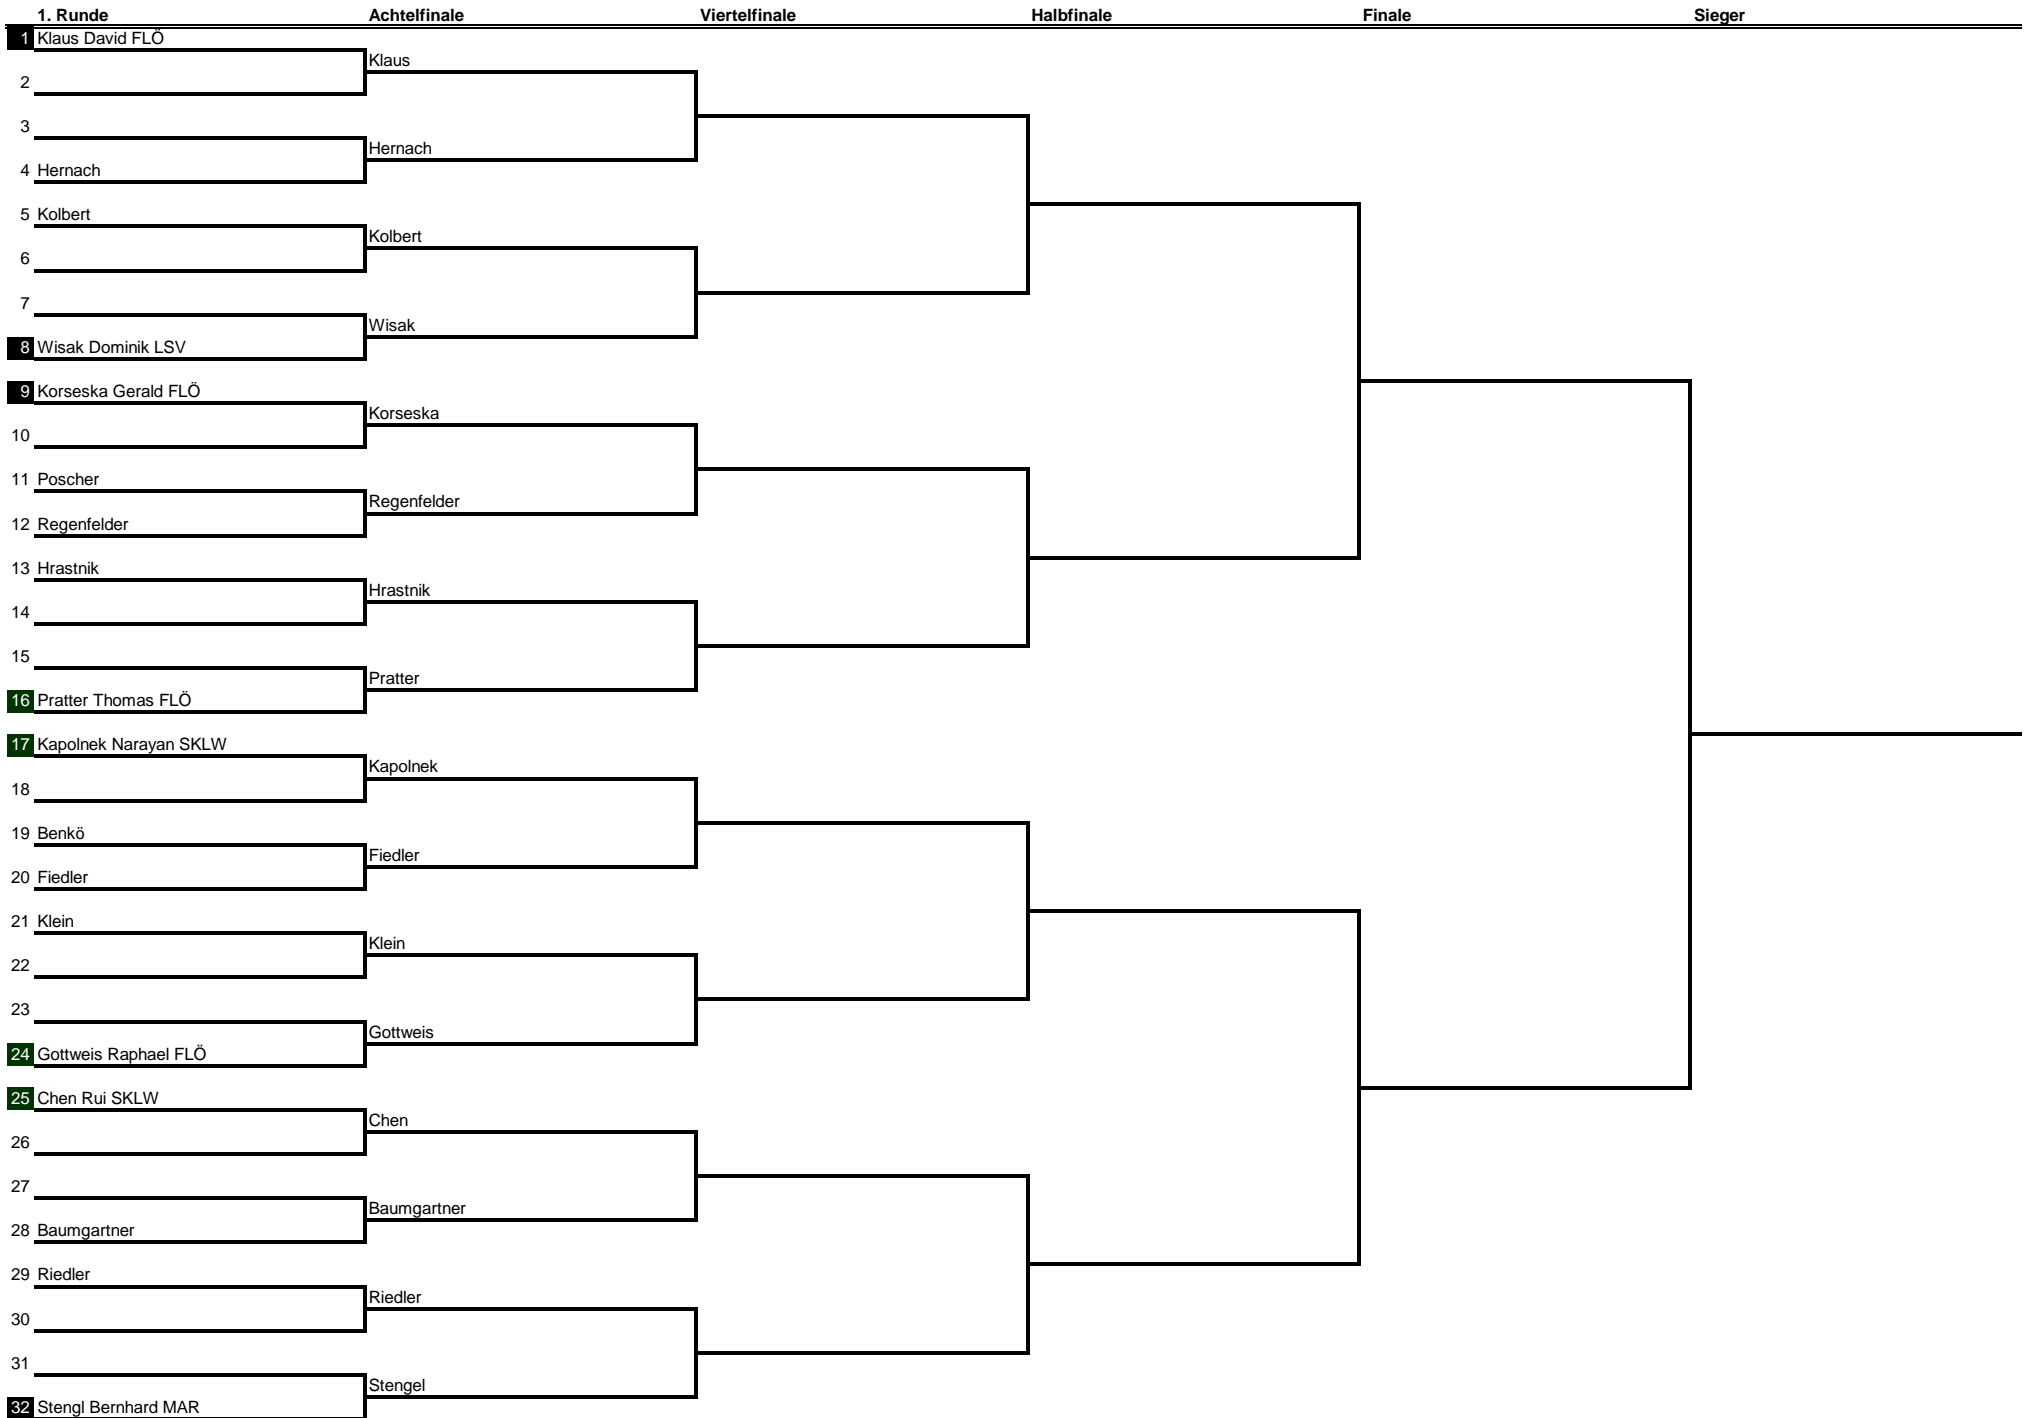 1. Runde Achtelfinale Viertelfinale Halbfinale Finale Sieger
1 Klaus David FLÖ
Klaus
2
3
Hernach
4 Hernach
5 Kolbert
Kolbert
6
7
Wisak
8 Wisak Dominik LSV
9 Korseska Gerald FLÖ
Korseska
10
11 Poscher
Regenfelder
12 Regenfelder
13 Hrastnik
Hrastnik
14
15
Pratter
16 Pratter Thomas FLÖ
17 Kapolnek Narayan SKLW
Kapolnek
18
19 Benkö
Fiedler
20 Fiedler
21 Klein
Klein
22
23
Gottweis
24 Gottweis Raphael FLÖ
25 Chen Rui SKLW
Chen
26
27
Baumgartner
28 Baumgartner
29 Riedler
Riedler
30
31
Stengel
32 Stengl Bernhard MAR